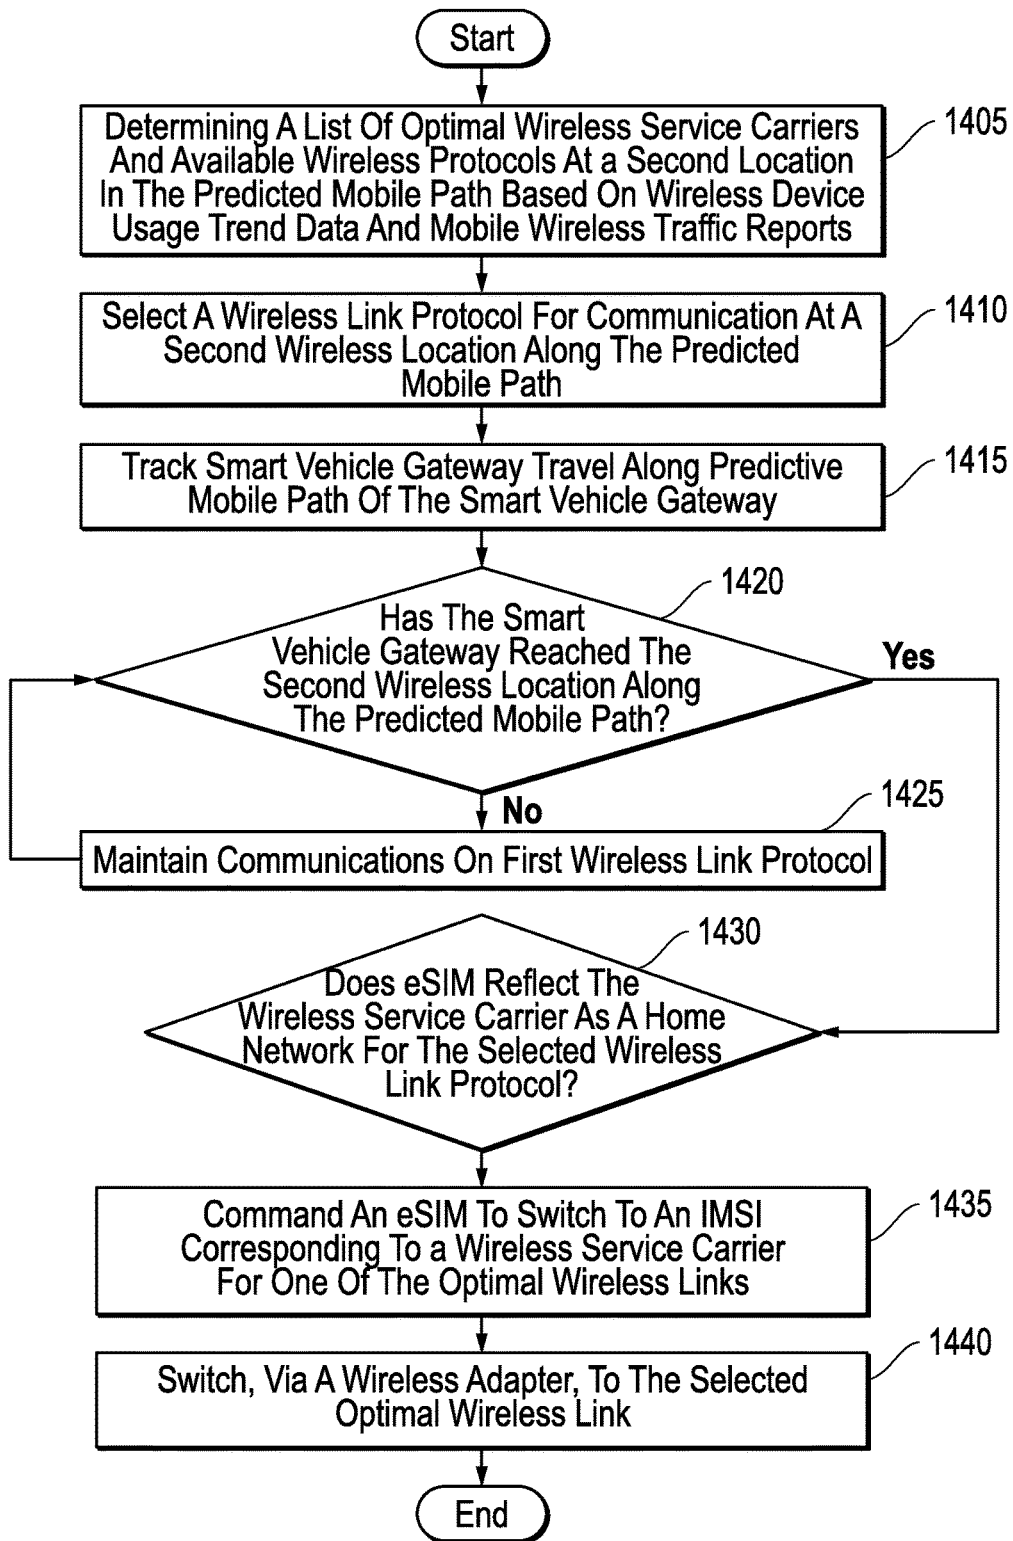 Start
Determining A List Of Optimal Wireless Service Carriers
And Available Wireless Protocols At a Second Location
In The Predicted Mobile Path Based On Wireless Device
Usage Trend Data And Mobile Wireless Traffic Reports
1405
Select A Wireless Link Protocol For Communication At A
Second Wireless Location Along The Predicted
Mobile Path
1410
Track Smart Vehicle Gateway Travel Along Predictive
Mobile Path Of The Smart Vehicle Gateway
1415
1420
Has The Smart
Vehicle Gateway Reached The
Second Wireless Location Along
The Predicted Mobile Path?
Yes
No
1425
Maintain Communications On First Wireless Link Protocol
1430
Does eSIM Reflect The
Wireless Service Carrier As A Home
Network For The Selected Wireless
Link Protocol?
Command An eSIM To Switch To An IMSI
Corresponding To a Wireless Service Carrier
For One Of The Optimal Wireless Links
1435
Switch, Via A Wireless Adapter, To The Selected
Optimal Wireless Link
1440
End